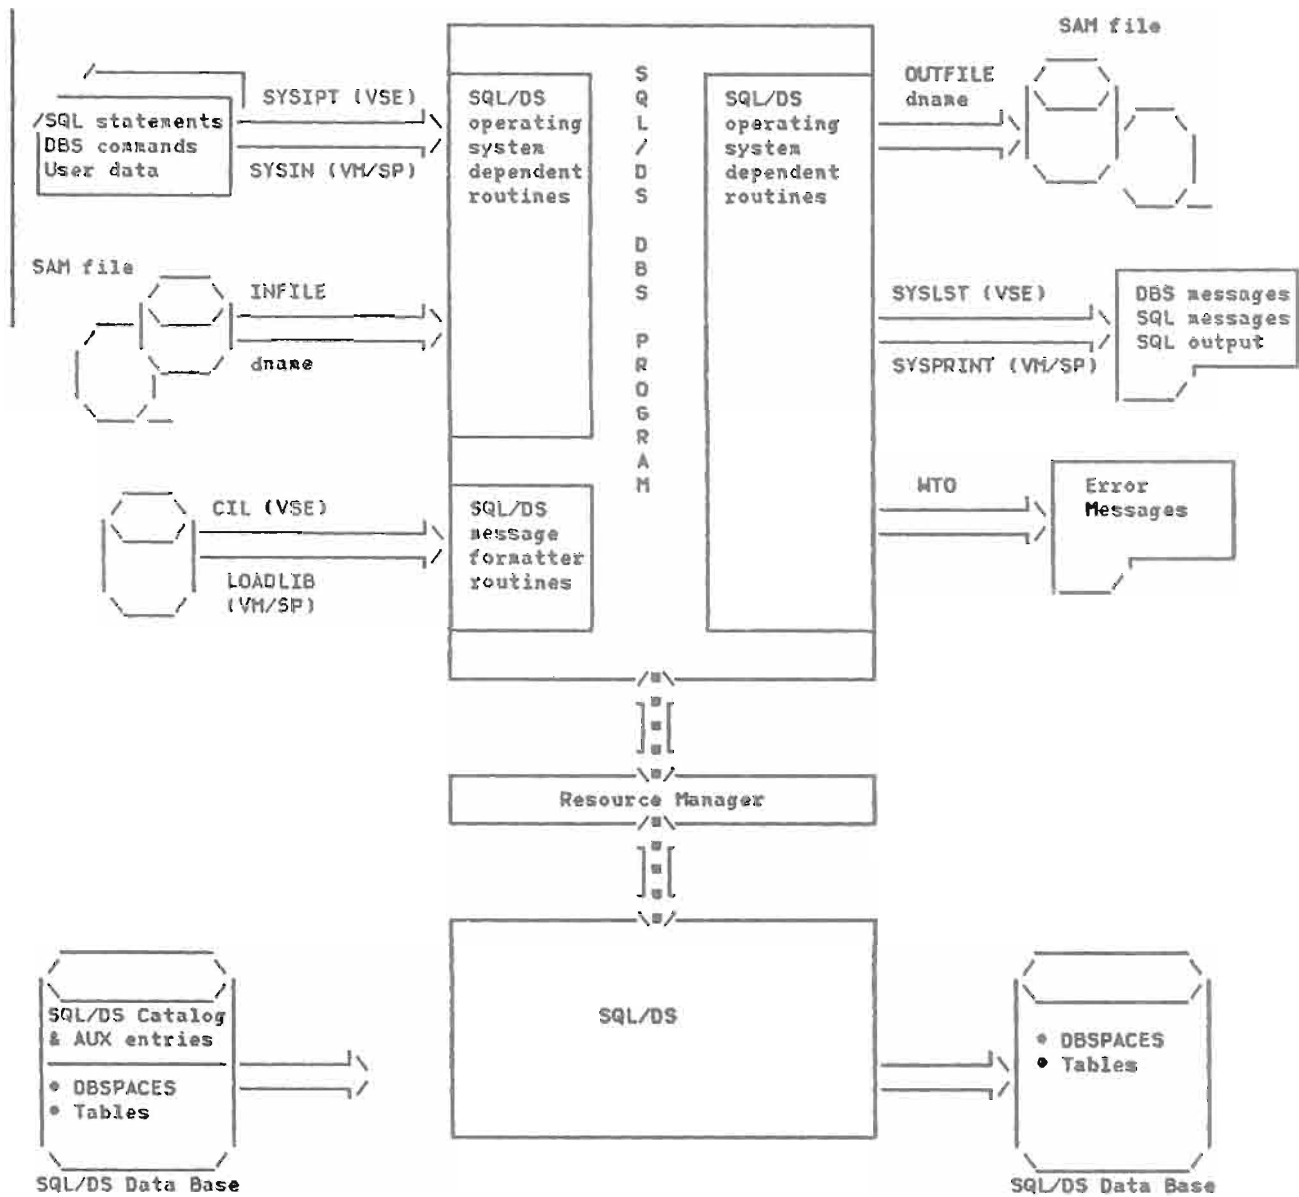 SAM file
SYSIPT (VSE)
/SQL statements
DBS commands
User data
SYSIN (VM/SP)
SQL/DS
operating
system
dependent
routines
SQL/DS DBS PROGRAM
SQL/DS
operating
system
dependent
routines
OUTFILE
dname
SAM file
INFILE
dname
SYSLST (VSE)
SYSPRINT (VM/SP)
DBS messages
SQL messages
SQL output
CIL (VSE)
LOADLIB
(VM/SP)
SQL/DS
message
formatter
routines
WTO
Error
Messages
Resource Manager
SQL/DS
SQL/DS Catalog
& AUX entries
• DBSPACES
• Tables
SQL/DS Data Base
• DBSPACES
• Tables
SQL/DS Data Base